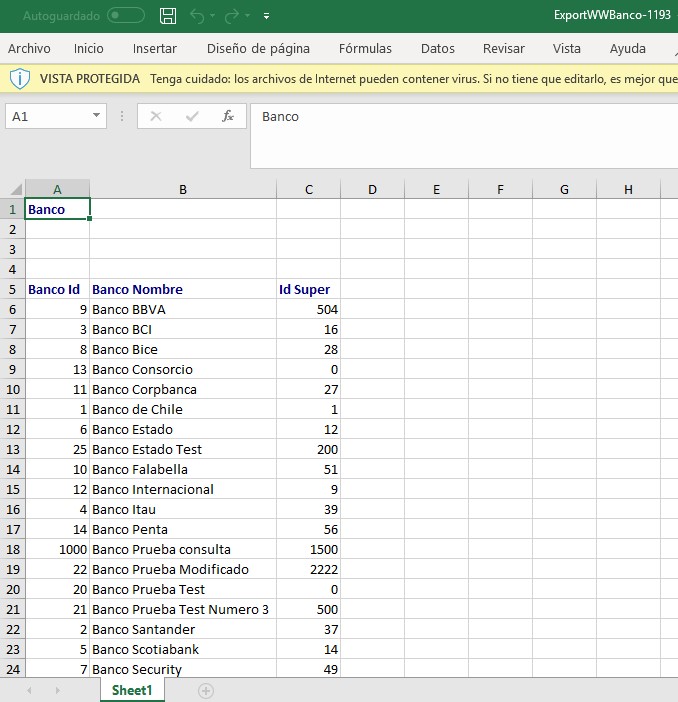 Autoguardado ExportWWBanco-1193
Archivo Inicio Insertar Diseño de página Fórmulas Datos Revisar Vista Ayuda
VISTA PROTEGIDA Tenga cuidado: los archivos de Internet pueden contener virus. Si no tiene que editarlo, es mejor que
A1 fx Banco
A B C D E F G H
1 Banco
2
3
4
5 Banco Id Banco Nombre Id Super
6 9 Banco BBVA 504
7 3 Banco BCI 16
8 8 Banco Bice 28
9 13 Banco Consorcio 0
10 11 Banco Corpbanca 27
11 1 Banco de Chile 1
12 6 Banco Estado 12
13 25 Banco Estado Test 200
14 10 Banco Falabella 51
15 12 Banco Internacional 9
16 4 Banco Itau 39
17 14 Banco Penta 56
18 1000 Banco Prueba consulta 1500
19 22 Banco Prueba Modificado 2222
20 20 Banco Prueba Test 0
21 21 Banco Prueba Test Numero 3 500
22 2 Banco Santander 37
23 5 Banco Scotiabank 14
24 7 Banco Security 49
Sheet1